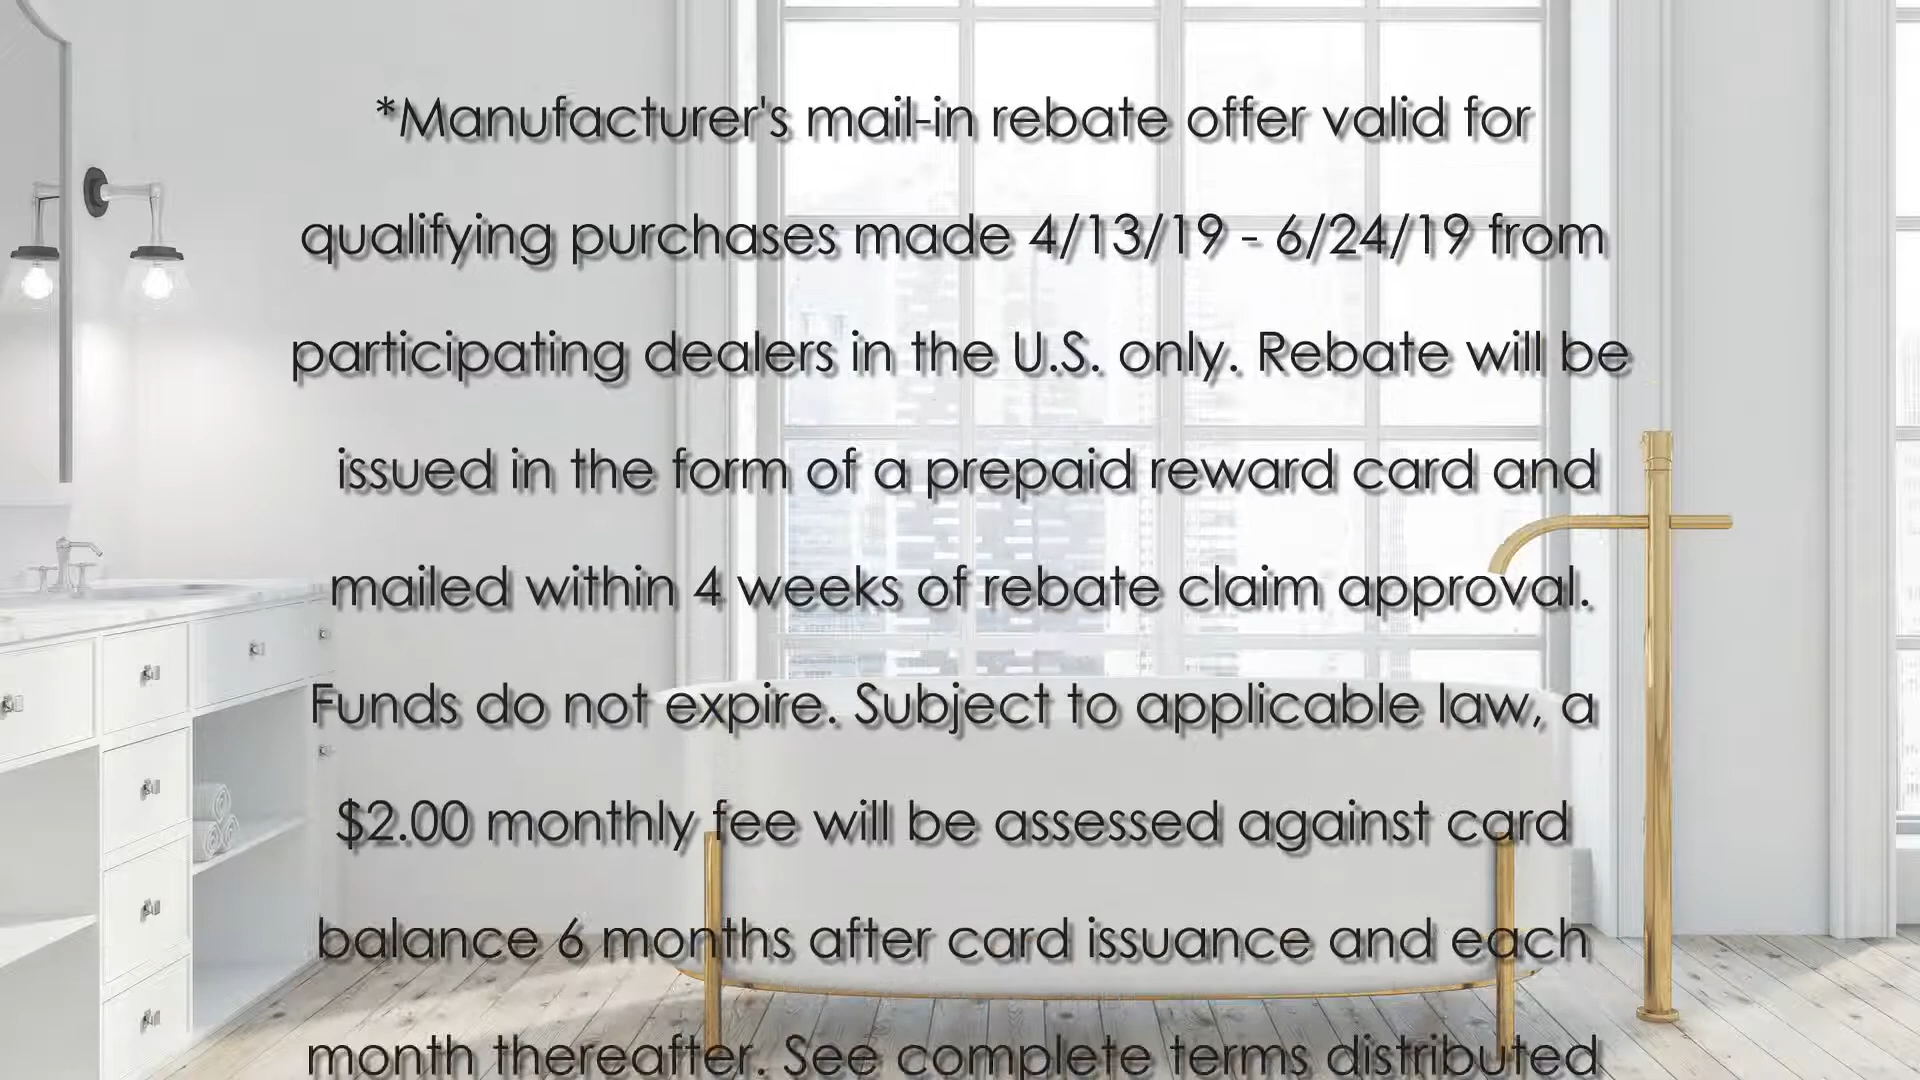 *Manufacturer's mail-in rebate offer valid for
qualifying purchases made 4/13/19 - 6/24/19 from
participating dealers in the U.S. only. Rebate will be
issued in the form of a prepaid reward card and
mailed within 4 weeks of rebate claim approval.
Funds do not expire. Subject to applicable law, a
$2.00 monthly fee will be assessed against card
balance 6 months after card issuance and each
month thereafter. See complete terms distributed